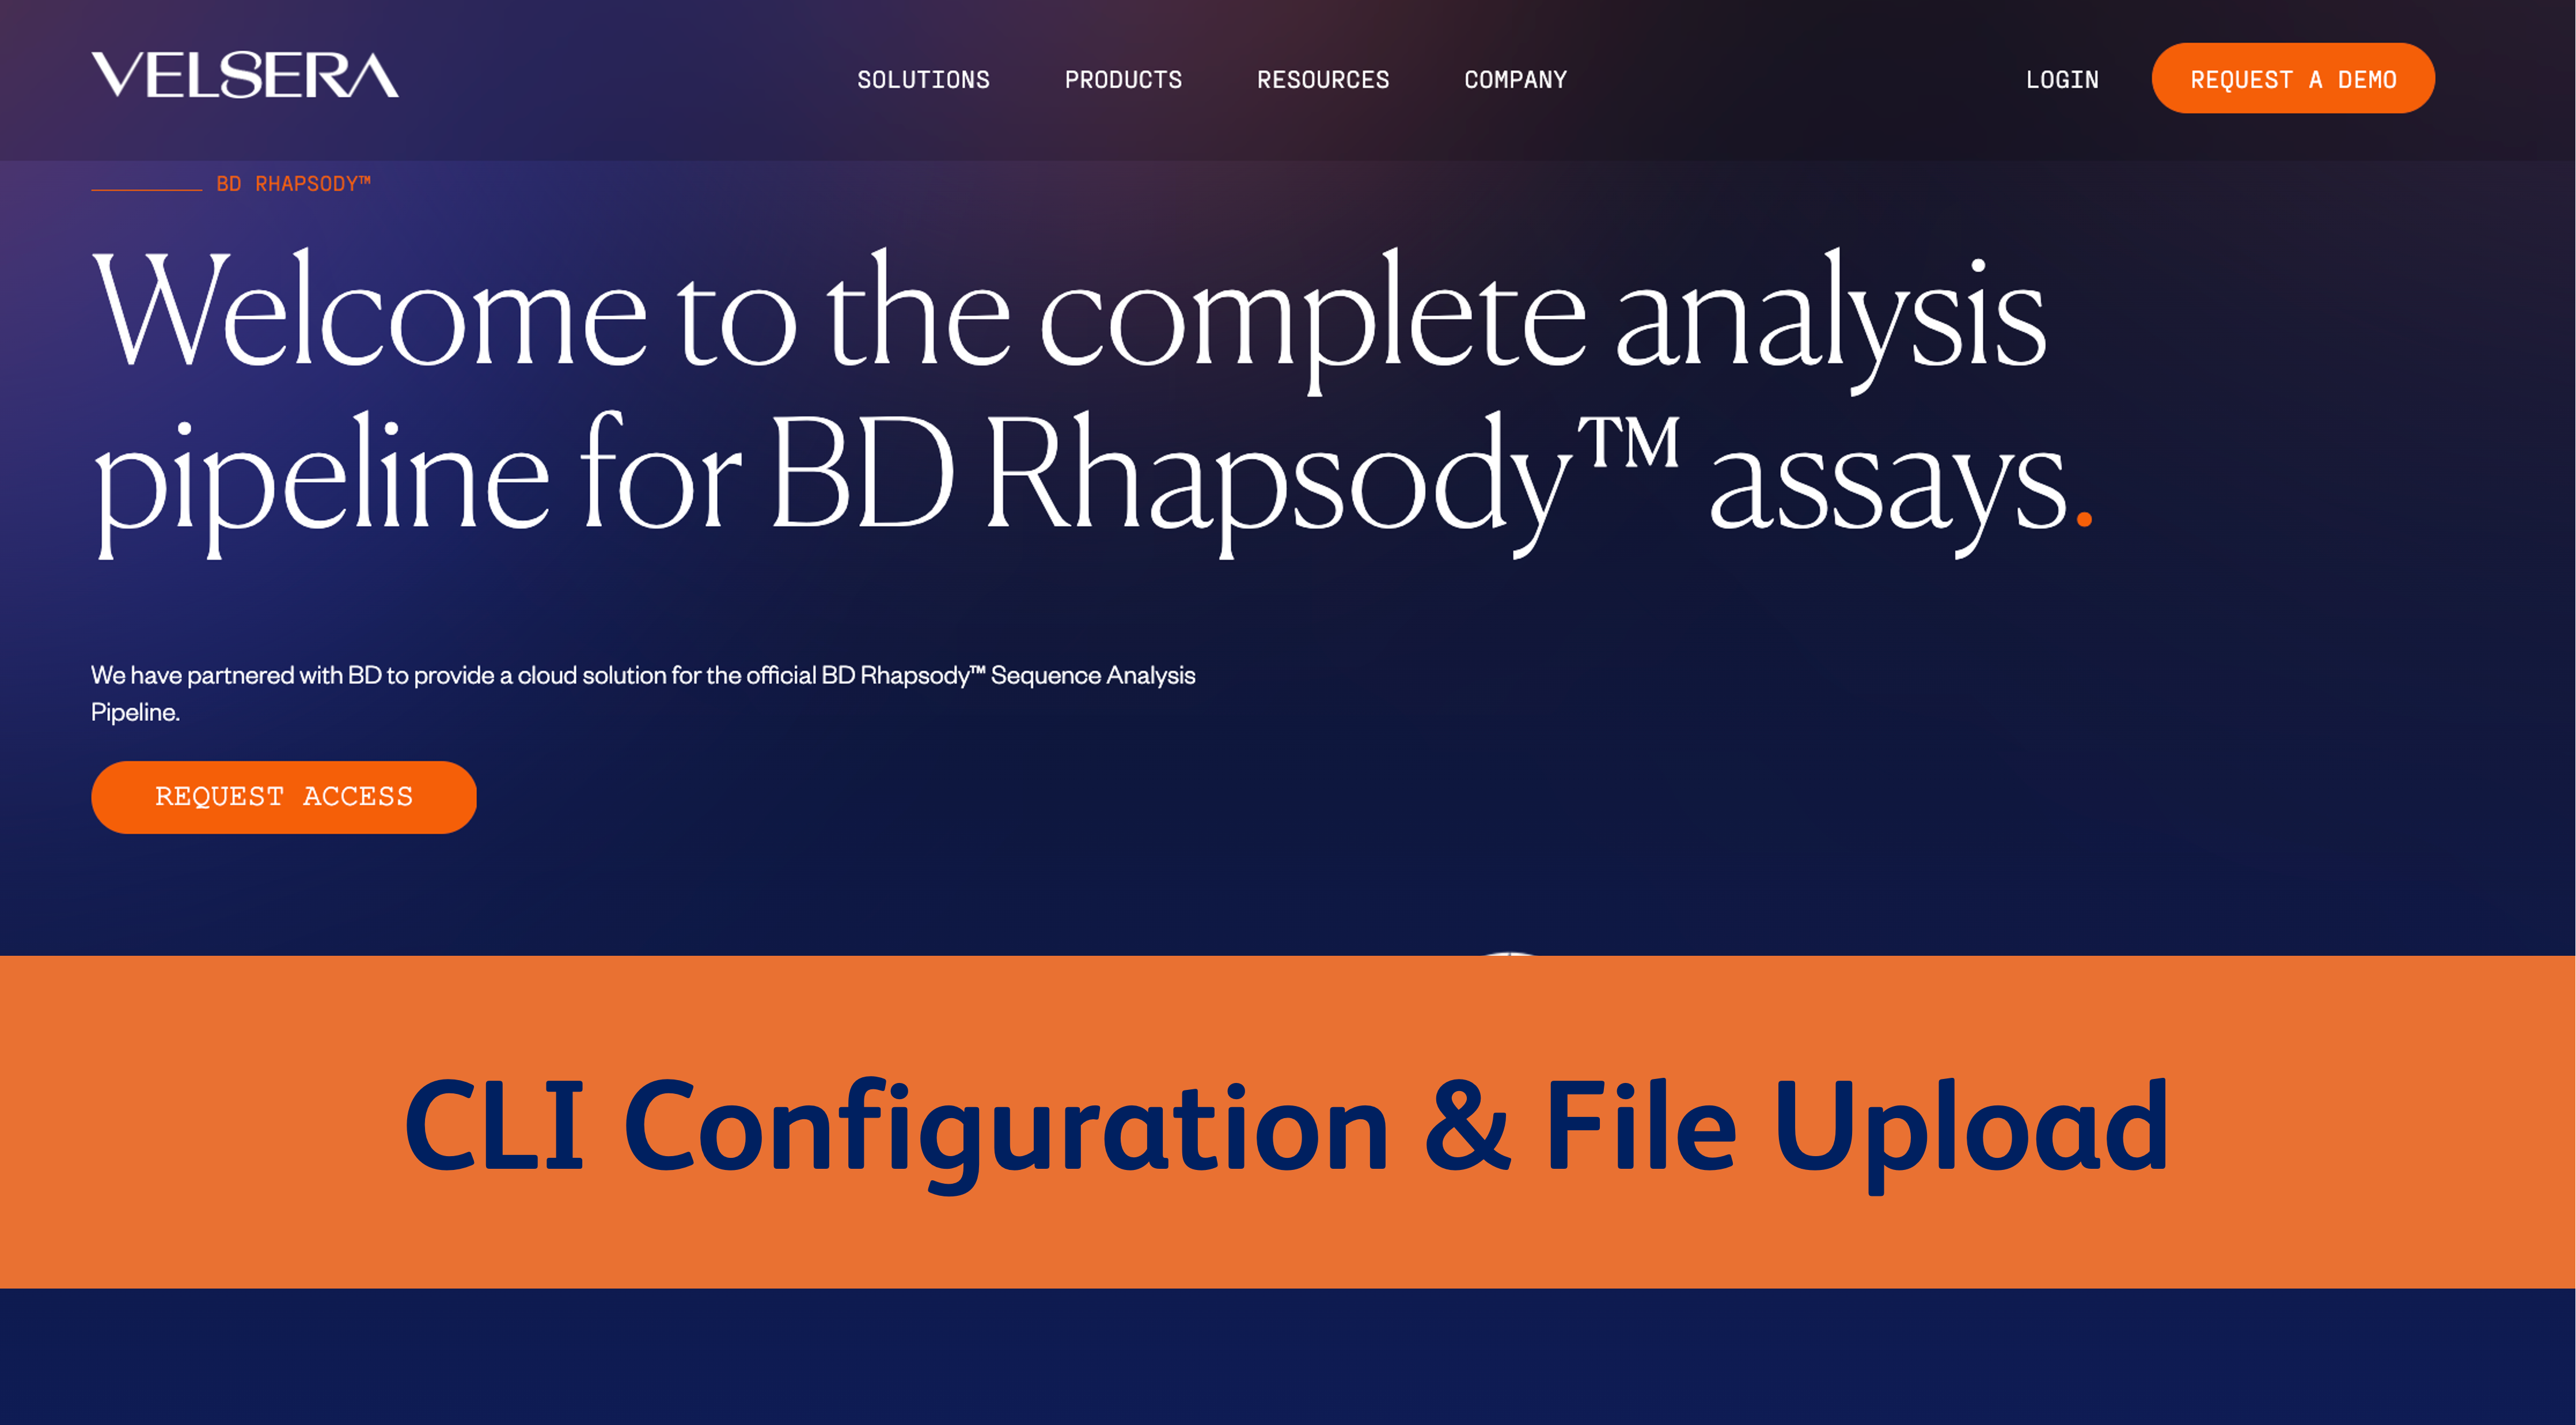 VELSERA
SOLUTIONS PRODUCTS RESOURCES COMPANY LOGIN REQUEST A DEMO
BD RHAPSODY™
Welcome to the complete analysis
pipeline for BD Rhapsody™ assays.
We have partnered with BD to provide a cloud solution for the official BD Rhapsody™ Sequence Analysis
Pipeline.
REQUEST ACCESS
CLI Configuration & File Upload